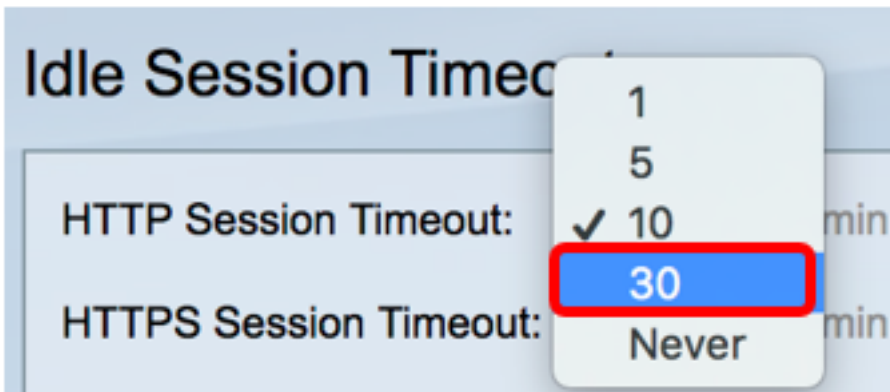 Idle Session Timeo
1
5
HTTP Session Timeout: ✓ 10 min
30
HTTPS Session Timeout:
Never min